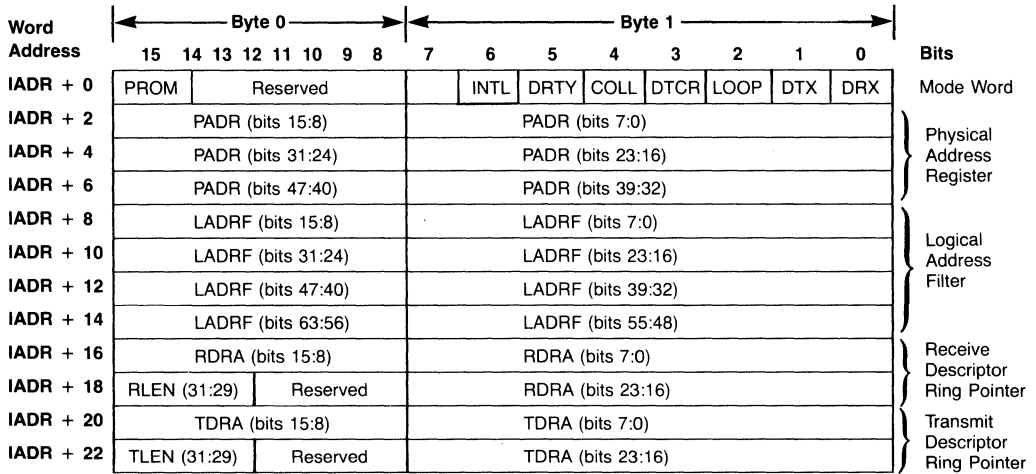 Word Address Byte 0 Byte 1
15 14 13 12 11 10 9 8 7 6 5 4 3 2 1 0 Bits
IADR + 0 PROM Reserved INTL DRTY COLL DTCR LOOP DTX DRX Mode Word
IADR + 2 PADR (bits 15:8) PADR (bits 7:0)
IADR + 4 PADR (bits 31:24) PADR (bits 23:16)
IADR + 6 PADR (bits 47:40) PADR (bits 39:32)
Physical
Address
Register
IADR + 8 LADRF (bits 15:8) LADRF (bits 7:0)
IADR + 10 LADRF (bits 31:24) LADRF (bits 23:16)
IADR + 12 LADRF (bits 47:40) LADRF (bits 39:32)
IADR + 14 LADRF (bits 63:56) LADRF (bits 55:48)
Logical
Address
Filter
IADR + 16 RDRA (bits 15:8) RDRA (bits 7:0)
IADR + 18 RLEN (31:29) Reserved RDRA (bits 23:16)
Receive
Descriptor
Ring Pointer
IADR + 20 TDRA (bits 15:8) TDRA (bits 7:0)
IADR + 22 TLEN (31:29) Reserved TDRA (bits 23:16)
Transmit
Descriptor
Ring Pointer